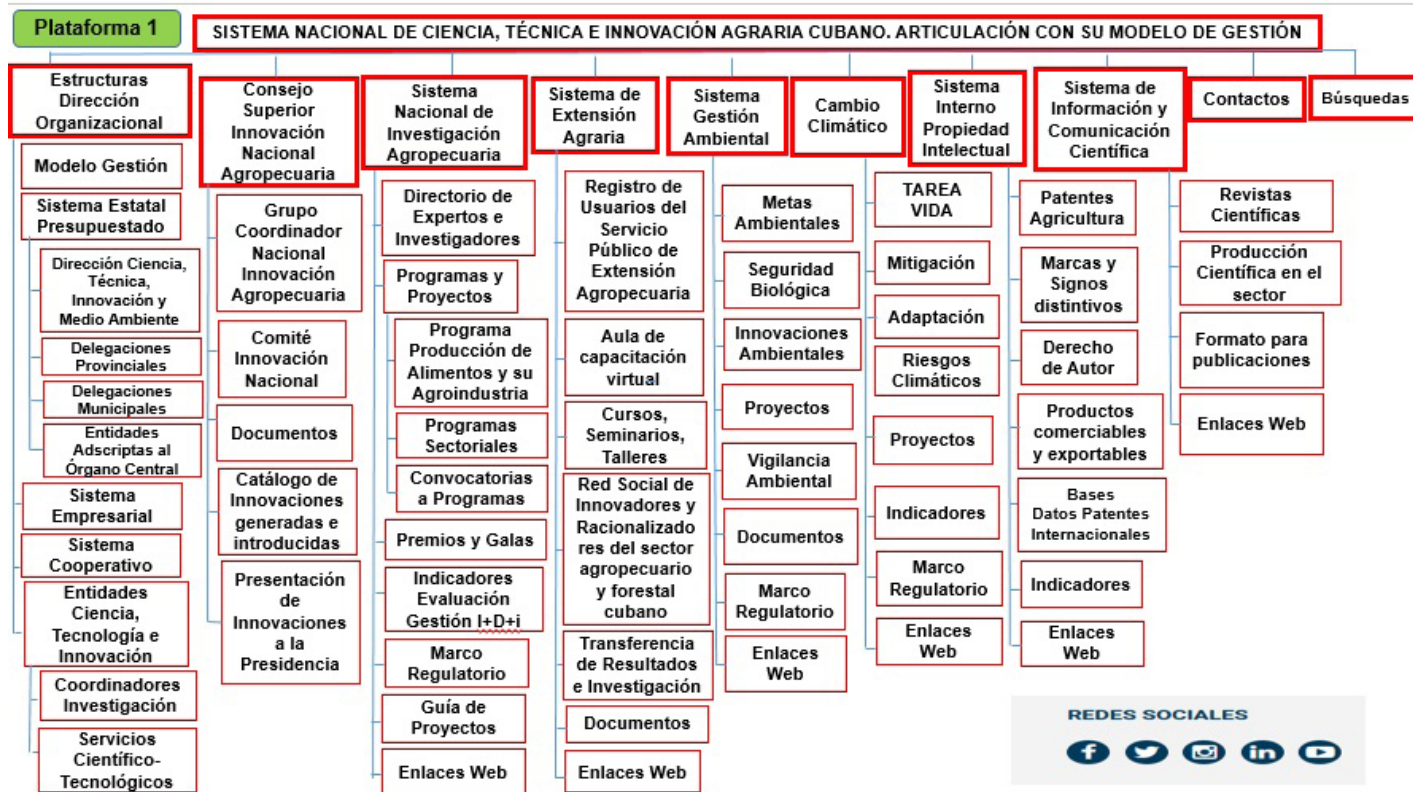 Plataforma 1
SISTEMA NACIONAL DE CIENCIA, TÉCNICA E INNOVACIÓN AGRARIA CUBANO. ARTICULACIÓN CON SU MODELO DE GESTIÓN
Estructuras
Dirección
Organizacional
Modelo Gestión
Sistema Estatal
Presupuestado
Dirección Ciencia,
Técnica,
Innovación y
Medio Ambiente
Delegaciones
Provinciales
Delegaciones
Municipales
Entidades
Adscriptas al
Órgano Central
Sistema
Empresarial
Sistema
Cooperativo
Entidades
Ciencia,
Tecnología e
Innovación
Coordinadores
Investigación
Servicios
Científico-
Tecnológicos
Consejo
Superior
Innovación
Nacional
Agropecuaria
Grupo
Coordinador
Nacional
Innovación
Agropecuaria
Comité
Innovación
Nacional
Documentos
Catálogo de
Innovaciones
generadas e
introducidas
Presentación
de
Innovaciones
a la
Presidencia
Sistema
Nacional de
Investigación
Agropecuaria
Directorio de
Expertos e
Investigadores
Programas y
Proyectos
Programa
Producción de
Alimentos y su
Agroindustria
Programas
Sectoriales
Convocatorias
a Programas
Premios y Galas
Indicadores
Evaluación
Gestión I+D+i
Marco
Regulatorio
Guía de
Proyectos
Enlaces Web
Sistema de
Extensión
Agraria
Registro de
Usuarios del
Servicio
Público de
Extensión
Agropecuaria
Aula de
capacitación
virtual
Cursos,
Seminarios,
Talleres
Red Social de
Innovadores y
Racionalizado
res del sector
agropecuario
y forestal
cubano
Transferencia
de Resultados
e Investigación
Documentos
Enlaces Web
Sistema
Gestión
Ambiental
Metas
Ambientales
Seguridad
Biológica
Innovaciones
Ambientales
Proyectos
Vigilancia
Ambiental
Documentos
Marco
Regulatorio
Enlaces
Web
Cambio
Climático
TAREA
VIDA
Mitigación
Adaptación
Riesgos
Climáticos
Proyectos
Indicadores
Marco
Regulatorio
Enlaces
Web
Sistema
Interno
Propiedad
Intelectual
Patentes
Agricultura
Marcas y
Signos
distintivos
Derecho
de Autor
Productos
comerciables
y exportables
Bases
Datos Patentes
Internacionales
Indicadores
Enlaces
Web
Sistema de
Información y
Comunicación
Científica
Revistas
Científicas
Producción
Científica en el
sector
Formato para
publicaciones
Enlaces Web
Contactos
Búsquedas
REDES SOCIALES